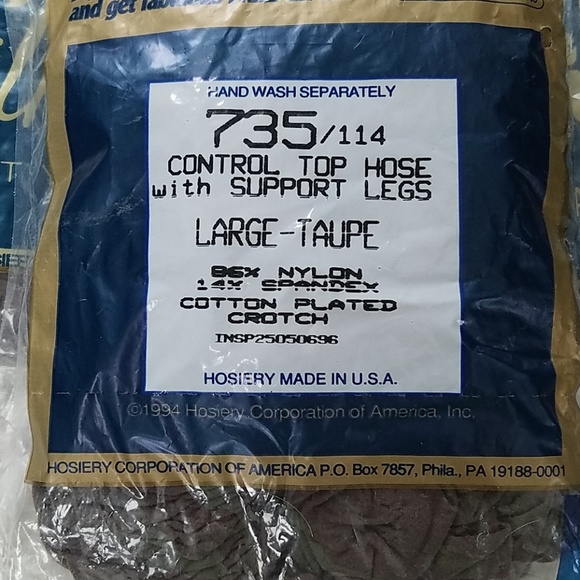 and get
HAND WASH SEPARATELY
735/114
CONTROL TOP HOSE
with SUPPORT LEGS
LARGE-TAUPE
86% NYLON
14% SPANDEX
COTTON PLATED
CROTCH
INSP25050696
HOSIERY MADE IN U.S.A.
©1994 Hosiery Corporation of America, Inc.
HOSIERY CORPORATION OF AMERICA P.O. Box 7857, Phila., PA 19188-0001